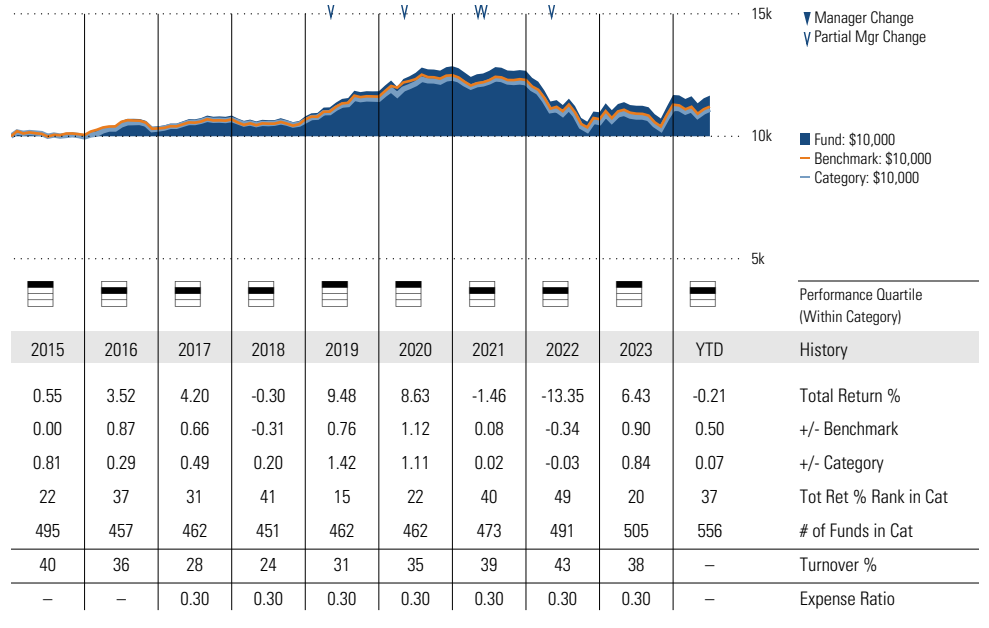 15k
Manager Change
Partial Mgr Change
10k
Fund: $10,000
Benchmark: $10,000
Category: $10,000
5k
Performance Quartile
(Within Category)
2015 2016 2017 2018 2019 2020 2021 2022 2023 YTD History
0.55 3.52 4.20 -0.30 9.48 8.63 -1.46 -13.35 6.43 -0.21 Total Return %
0.00 0.87 0.66 -0.31 0.76 1.12 0.08 -0.34 0.90 0.50 +/- Benchmark
0.81 0.29 0.49 0.20 1.42 1.11 0.02 -0.03 0.84 0.07 +/- Category
22 37 31 41 15 22 40 49 20 37 Tot Ret % Rank in Cat
495 457 462 451 462 462 473 491 505 556 # of Funds in Cat
40 36 28 24 31 35 39 43 38 – Turnover %
– – 0.30 0.30 0.30 0.30 0.30 0.30 0.30 – Expense Ratio